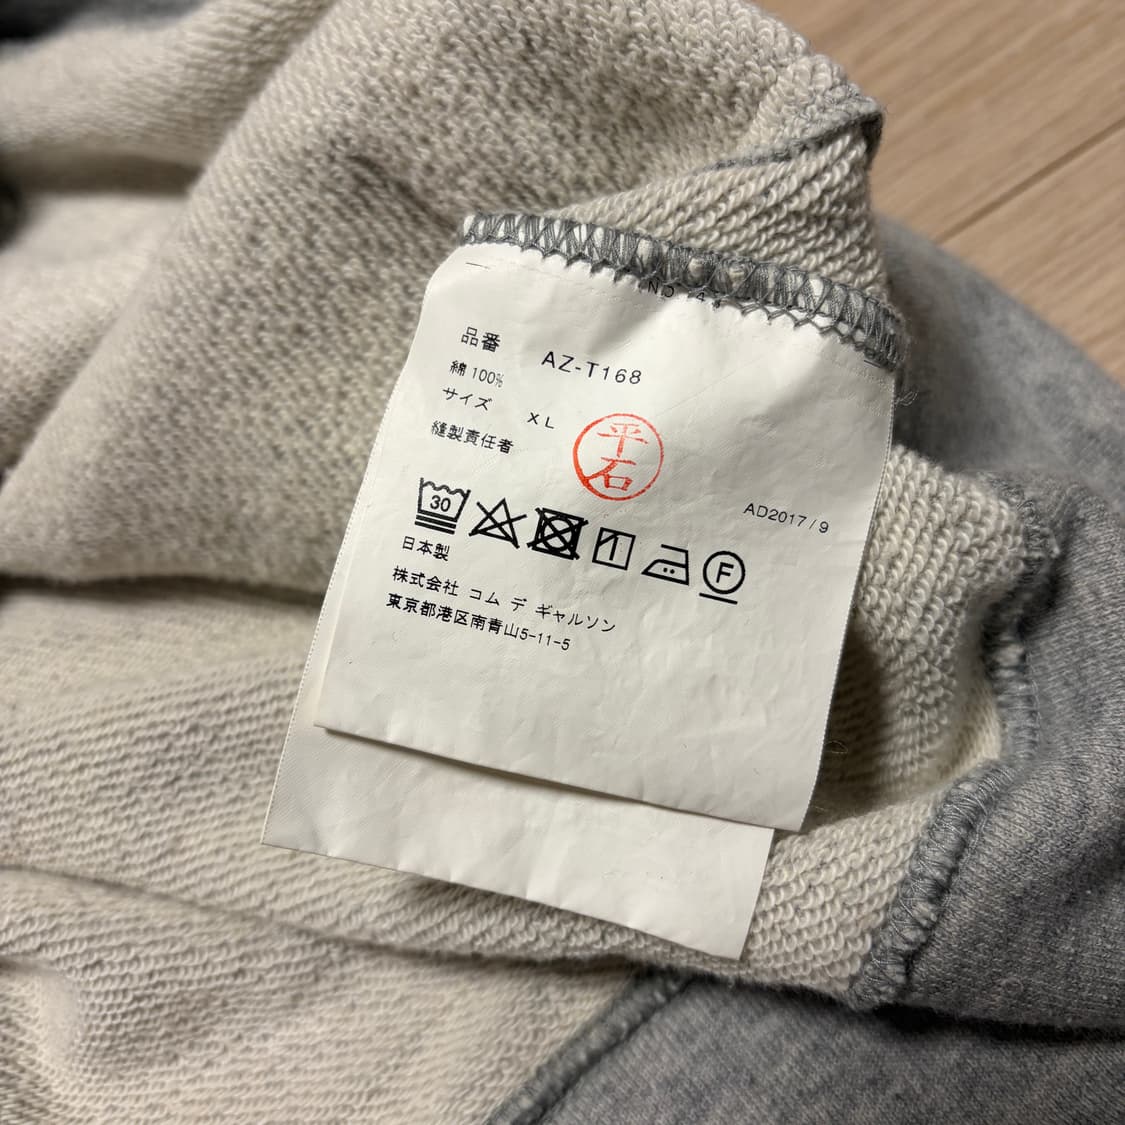 品番 AZ-T168
綿 100%
サイズ XL
縫製責任者 平石
AD2017/9
30
F
日本製
株式会社 コム デ ギャルソン
東京都港区南青山5-11-5